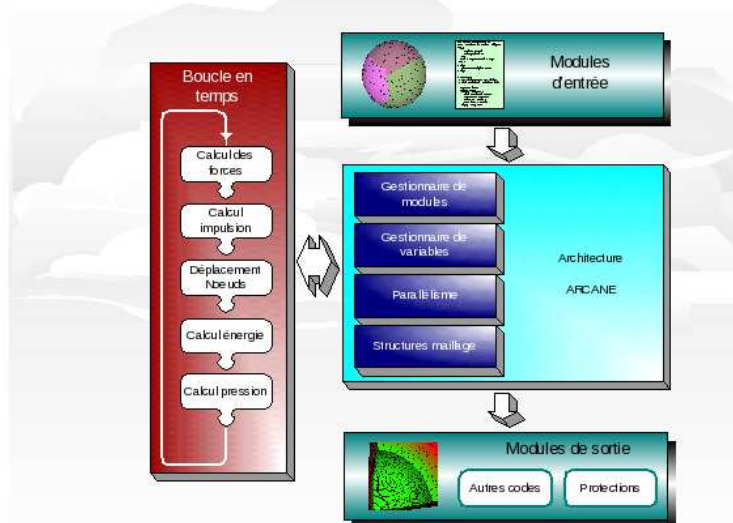 Boucle en
temps
Calcul des
forces
Calcul
impulsion
Déplacement
Nœuds
Calcul énergie
Calcul pression
Modules
d'entrée
Gestionnaire de
modules
Gestionnaire de
variables
Parallélisme
Structures maillage
Architecture
ARCANE
Modules de sortie
Autres codes
Protections